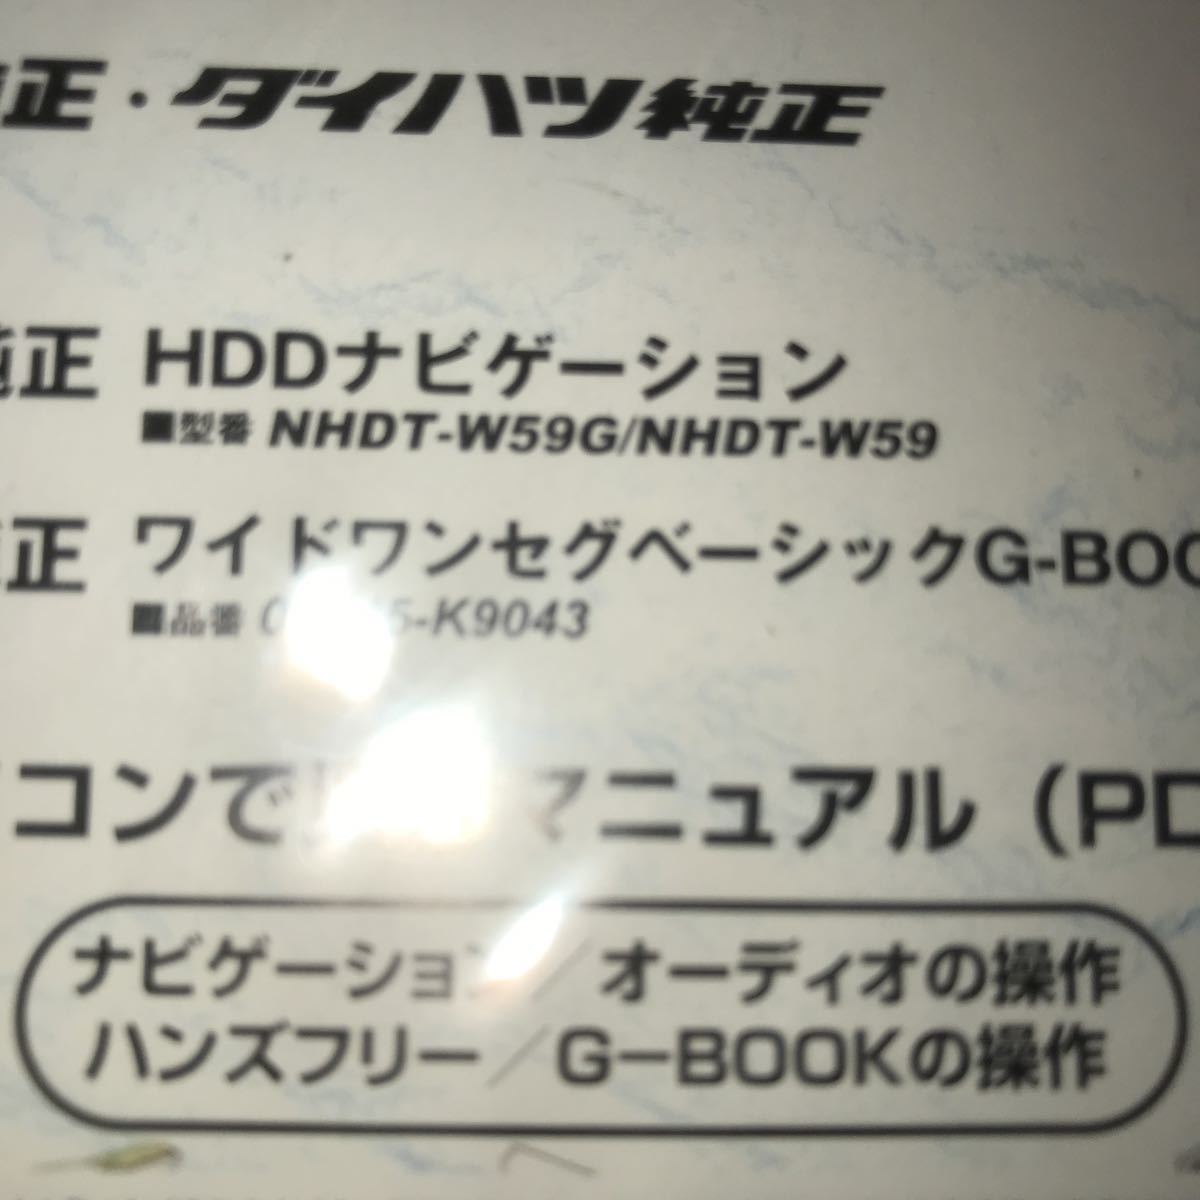 純正・ダイハツ純正
純正 HDDナビゲーション
■型番 NHDT-W59G/NHDT-W59
純正 ワイドワンセグベーシックG-BOO
■品番 5-K9043
コンで マニュアル（PD
ナビゲーション／オーディオの操作
ハンズフリー／G－BOOKの操作